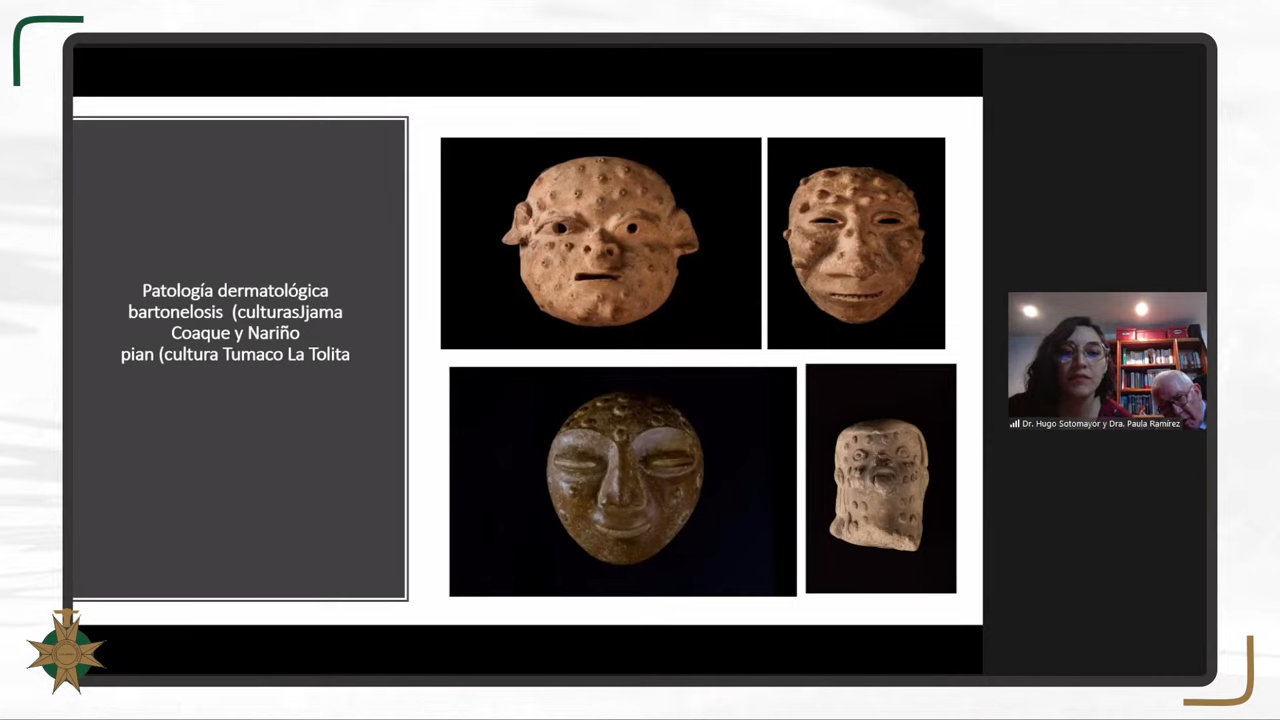 Patología dermatológica
bartonelosis  (culturasJjama
Coaque y Nariño
pian (cultura Tumaco La Tolita
Dr. Hugo Sotomayor y Dra. Paula Ramírez